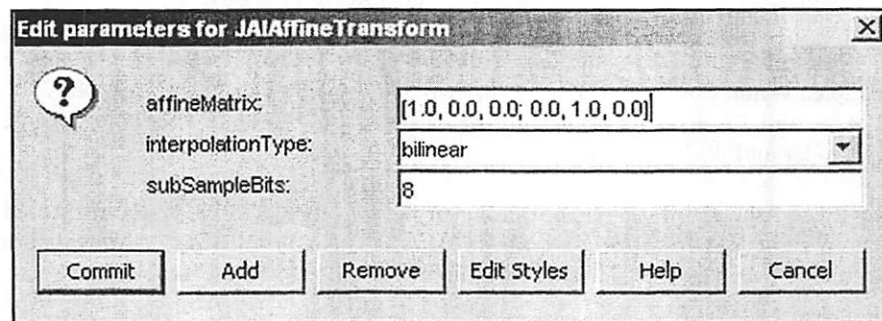 Edit parameters for JAIAffineTransform
?
affineMatrix: [1.0, 0.0, 0.0; 0.0, 1.0, 0.0]
interpolationType: bilinear
subSampleBits: 8
Commit Add Remove Edit Styles Help Cancel